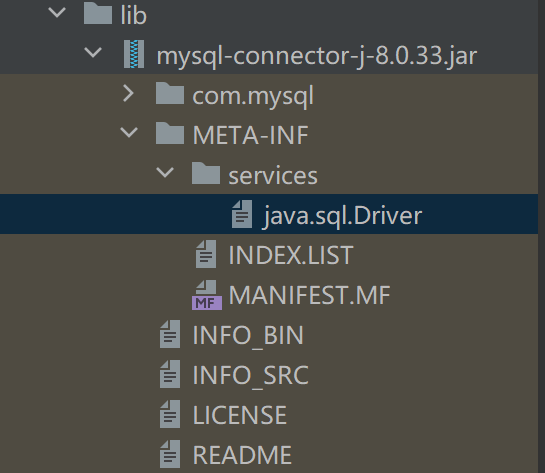 lib
mysql-connector-j-8.0.33.jar
com.mysql
META-INF
services
java.sql.Driver
INDEX.LIST
MF MANIFEST.MF
INFO_BIN
INFO_SRC
LICENSE
README